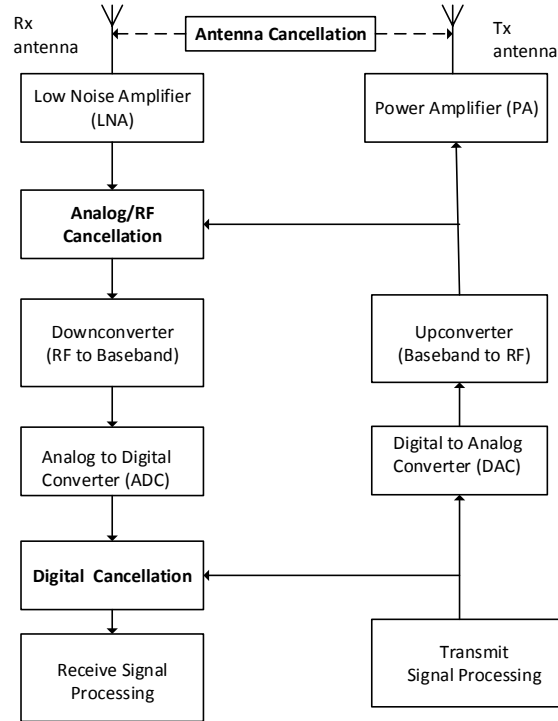 Rx
antenna
Antenna Cancellation
Tx
antenna
Low Noise Amplifier
(LNA)
Power Amplifier (PA)
Analog/RF
Cancellation
Downconverter
(RF to Baseband)
Upconverter
(Baseband to RF)
Analog to Digital
Converter (ADC)
Digital to Analog
Converter (DAC)
Digital Cancellation
Receive Signal
Processing
Transmit
Signal Processing